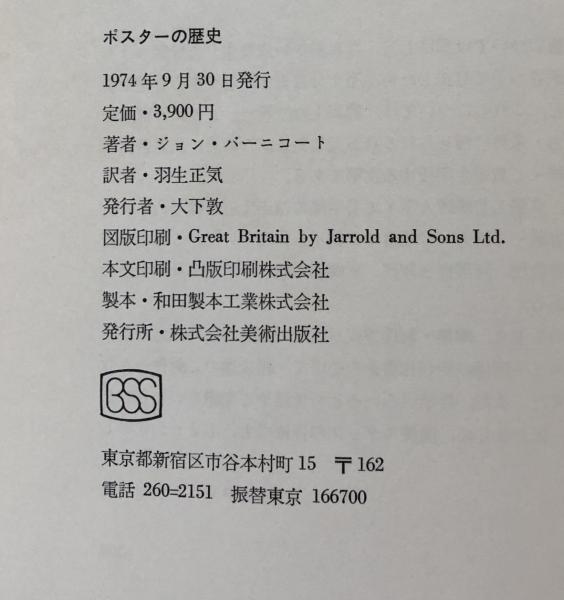 ポスターの歴史
1974年9月30日発行
定価・3,900円
著者・ジョン・バーニコート
訳者・羽生正気
発行者・大下敦
図版印刷・Great Britain by Jarrold and Sons Ltd.
本文印刷・凸版印刷株式会社
製本・和田製本工業株式会社
発行所・株式会社美術出版社
BSS
東京都新宿区市谷本村町15 〒162
電話 260=2151 振替東京 166700